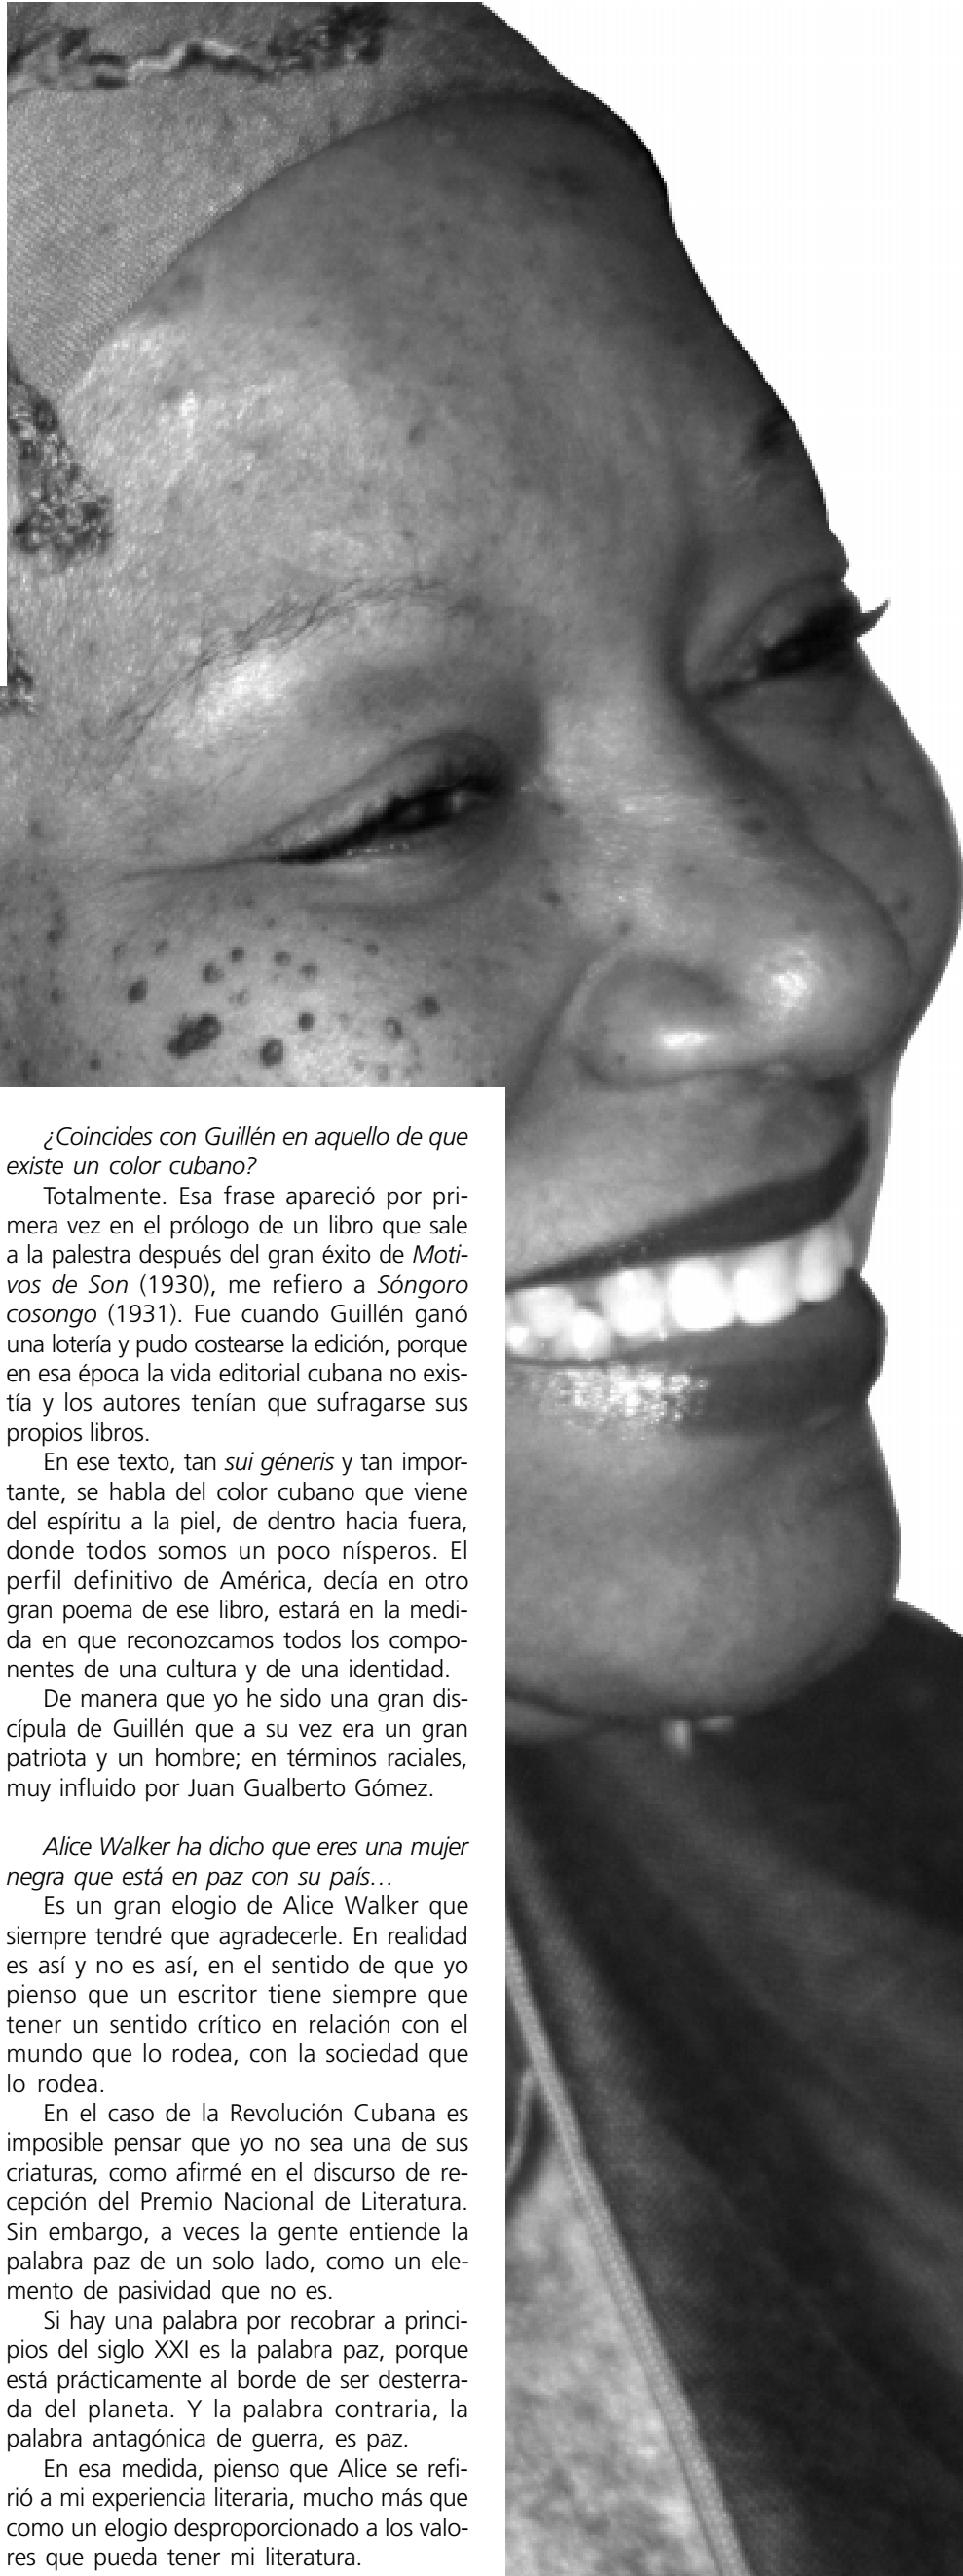 ¿Coincides con Guillén en aquello de que
existe un color cubano?
Totalmente. Esa frase apareció por pri-
mera vez en el prólogo de un libro que sale
a la palestra después del gran éxito de Moti-
vos de Son (1930), me refiero a Sóngoro
cosongo (1931). Fue cuando Guillén ganó
una lotería y pudo costearse la edición, porque
en esa época la vida editorial cubana no exis-
tía y los autores tenían que sufragarse sus
propios libros.
En ese texto, tan sui géneris y tan impor-
tante, se habla del color cubano que viene
del espíritu a la piel, de dentro hacia fuera,
donde todos somos un poco nísperos. El
perfil definitivo de América, decía en otro
gran poema de ese libro, estará en la medi-
da en que reconozcamos todos los compo-
nentes de una cultura y de una identidad.
De manera que yo he sido una gran dis-
cípula de Guillén que a su vez era un gran
patriota y un hombre; en términos raciales,
muy influido por Juan Gualberto Gómez.
Alice Walker ha dicho que eres una mujer
negra que está en paz con su país…
Es un gran elogio de Alice Walker que
siempre tendré que agradecerle. En realidad
es así y no es así, en el sentido de que yo
pienso que un escritor tiene siempre que
tener un sentido crítico en relación con el
mundo que lo rodea, con la sociedad que
lo rodea.
En el caso de la Revolución Cubana es
imposible pensar que yo no sea una de sus
criaturas, como afirmé en el discurso de re-
cepción del Premio Nacional de Literatura.
Sin embargo, a veces la gente entiende la
palabra paz de un solo lado, como un ele-
mento de pasividad que no es.
Si hay una palabra por recobrar a princi-
pios del siglo XXI es la palabra paz, porque
está prácticamente al borde de ser desterra-
da del planeta. Y la palabra contraria, la
palabra antagónica de guerra, es paz.
En esa medida, pienso que Alice se refi-
rió a mi experiencia literaria, mucho más que
como un elogio desproporcionado a los valo-
res que pueda tener mi literatura.